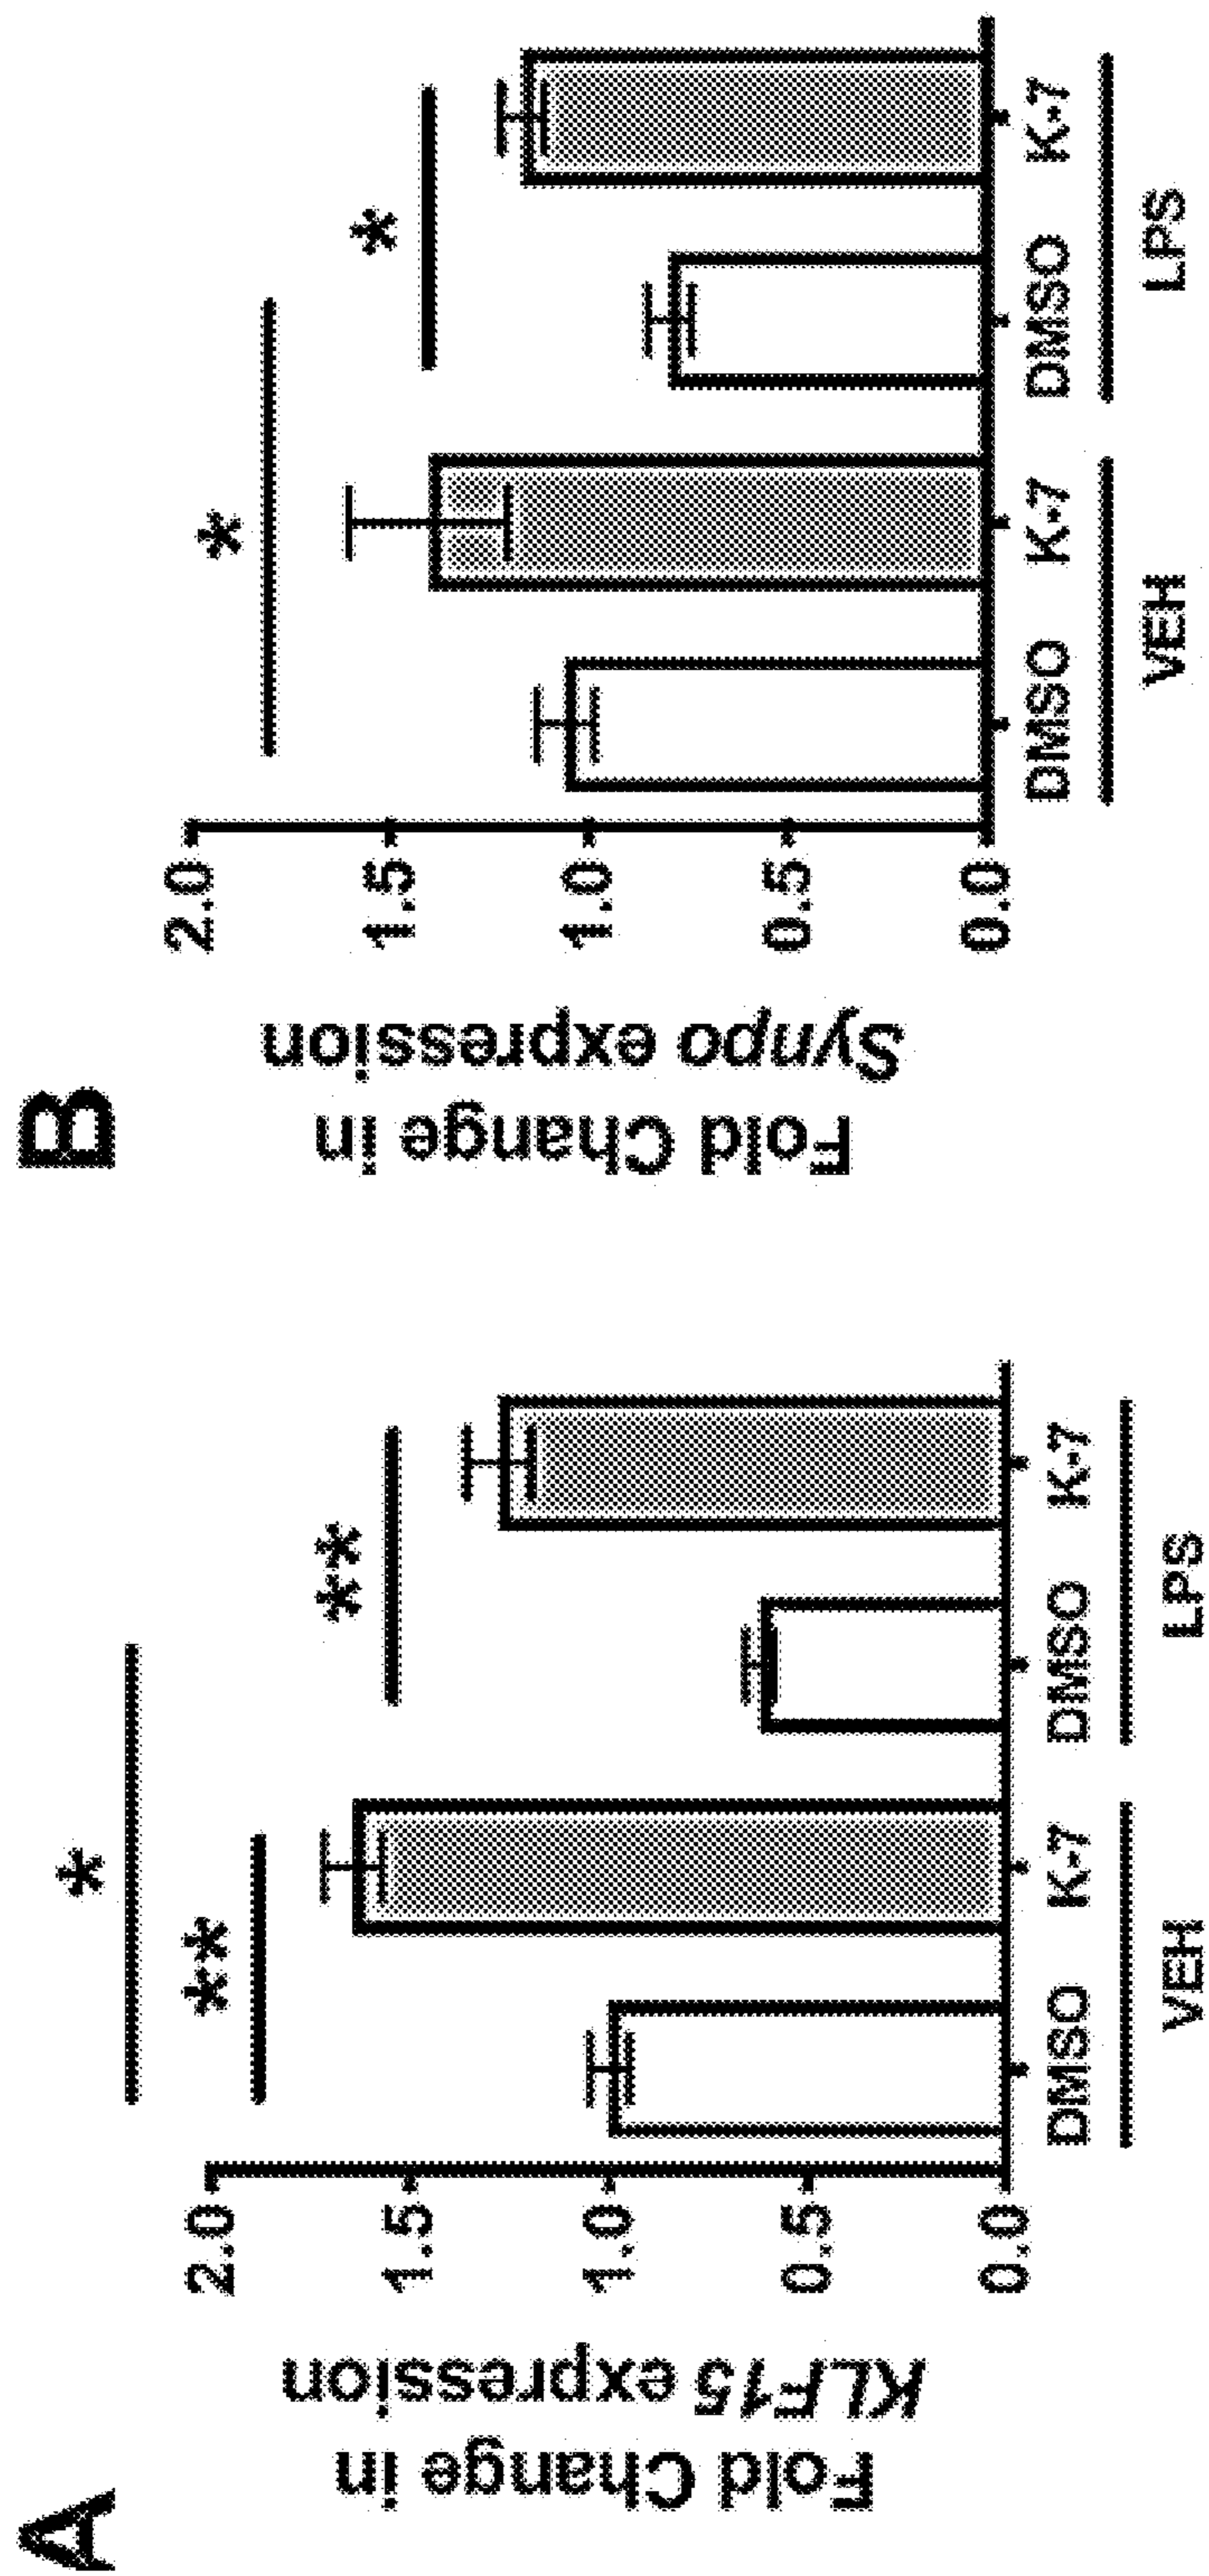 A
Fold Change in
KLF15 expression
2.0
1.5
1.0
0.5
0.0
*
**
**
DMSO K-7 DMSO K-7
VEH LPS
B
Fold Change in
Synpo expression
2.0
1.5
1.0
0.5
0.0
*
*
DMSO K-7 DMSO K-7
VEH LPS